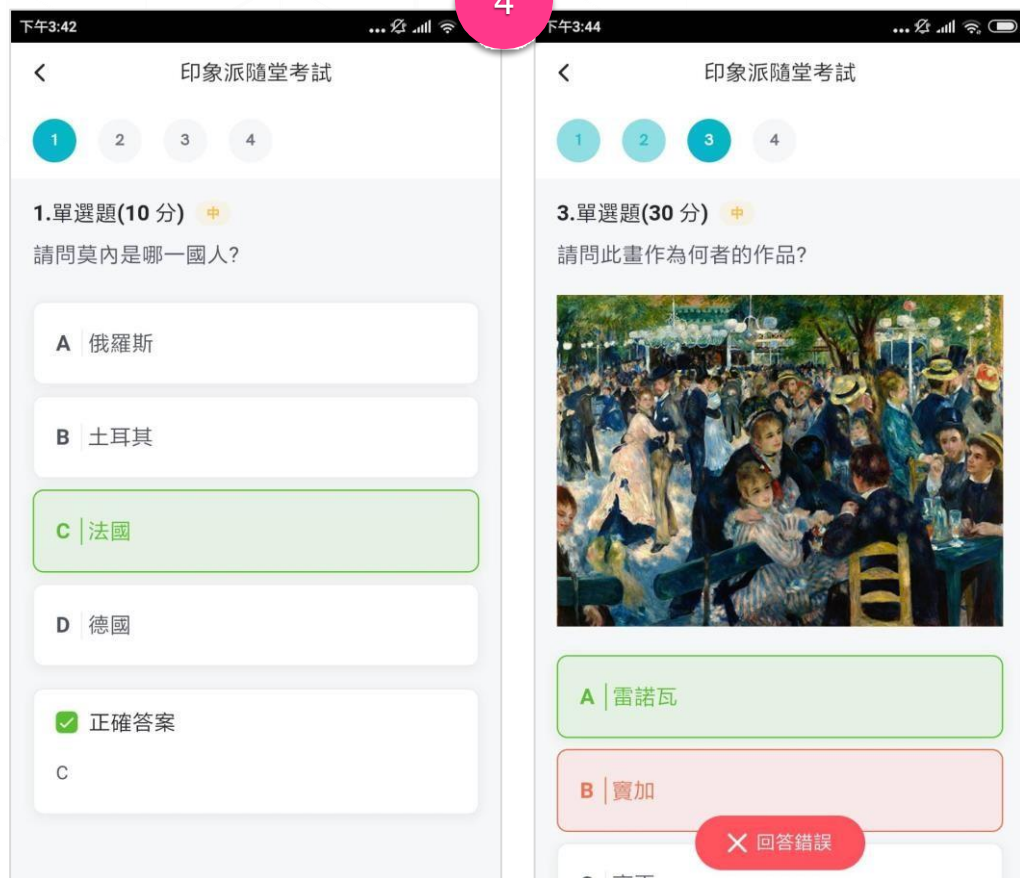 4
下午3:42
印象派隨堂考試
1 2 3 4
1.單選題(10 分) 中
請問莫內是哪一國人?
A 俄羅斯
B 土耳其
C 法國
D 德國
正確答案
C
下午3:44
印象派隨堂考試
1 2 3 4
3.單選題(30 分) 中
請問此畫作為何者的作品?
A 雷諾瓦
B 竇加
回答錯誤